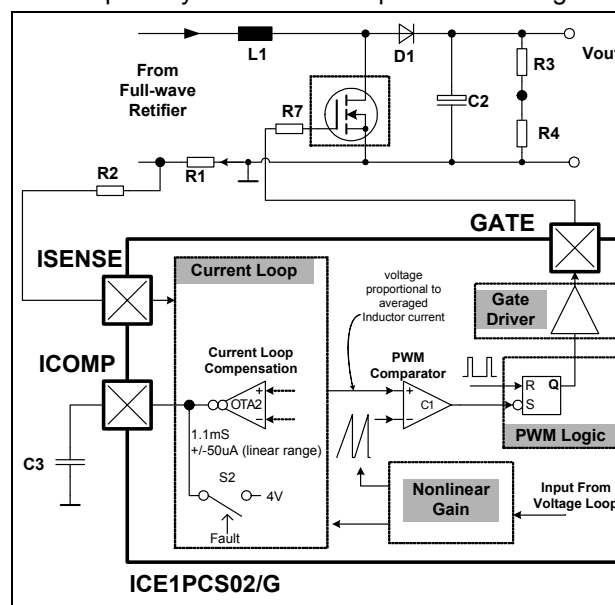 L1
D1
Vout
From
Full-wave
Retifier
R3
R7
C2
R4
R2
R1
GATE
ISENSE
Current Loop
voltage
proportional to
averaged
Inductor current
Gate
Driver
ICOMP
Current Loop
Compensation
PWM
Comparator
OTA2
C1
R
Q
S
PWM Logic
1.1mS
+/-50uA (linear range)
C3
S2
4V
Fault
Nonlinear
Gain
Input From
Voltage Loop
ICE1PCS02/G